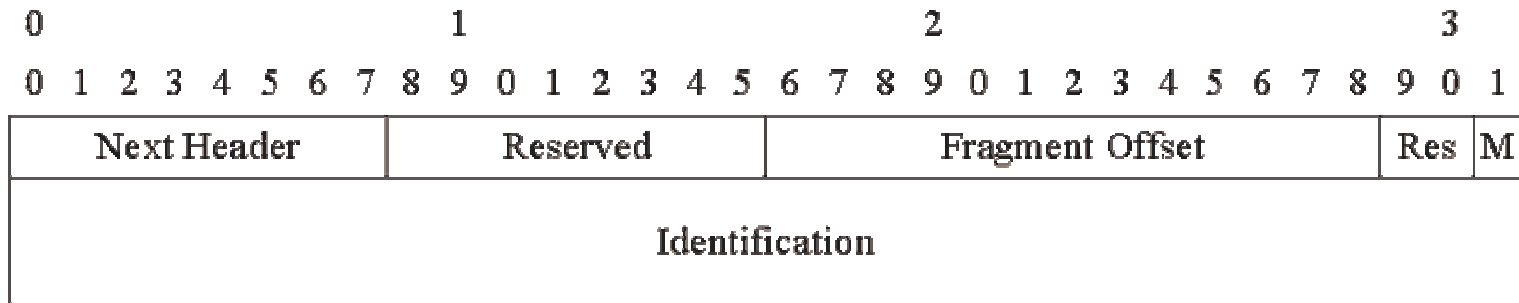 0 1 2 3
0 1 2 3 4 5 6 7 8 9 0 1 2 3 4 5 6 7 8 9 0 1 2 3 4 5 6 7 8 9 0 1
Next Header Reserved Fragment Offset Res M
Identification